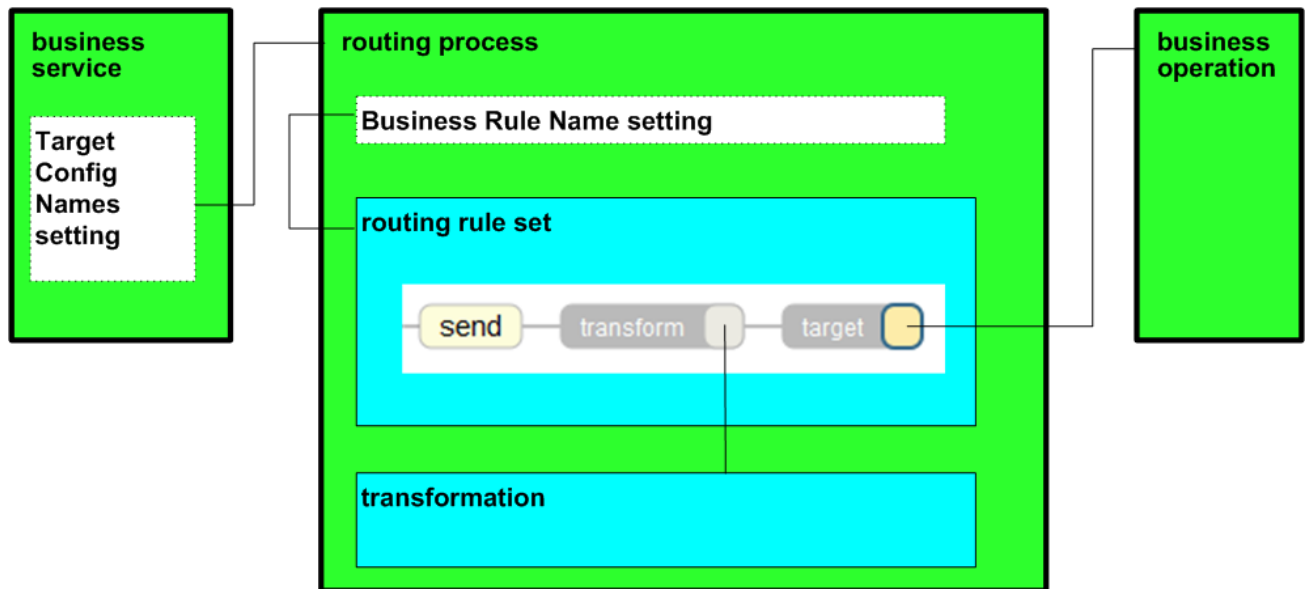 business
service
Target
Config
Names
setting
routing process
Business Rule Name setting
routing rule set
send
transform
target
transformation
business
operation